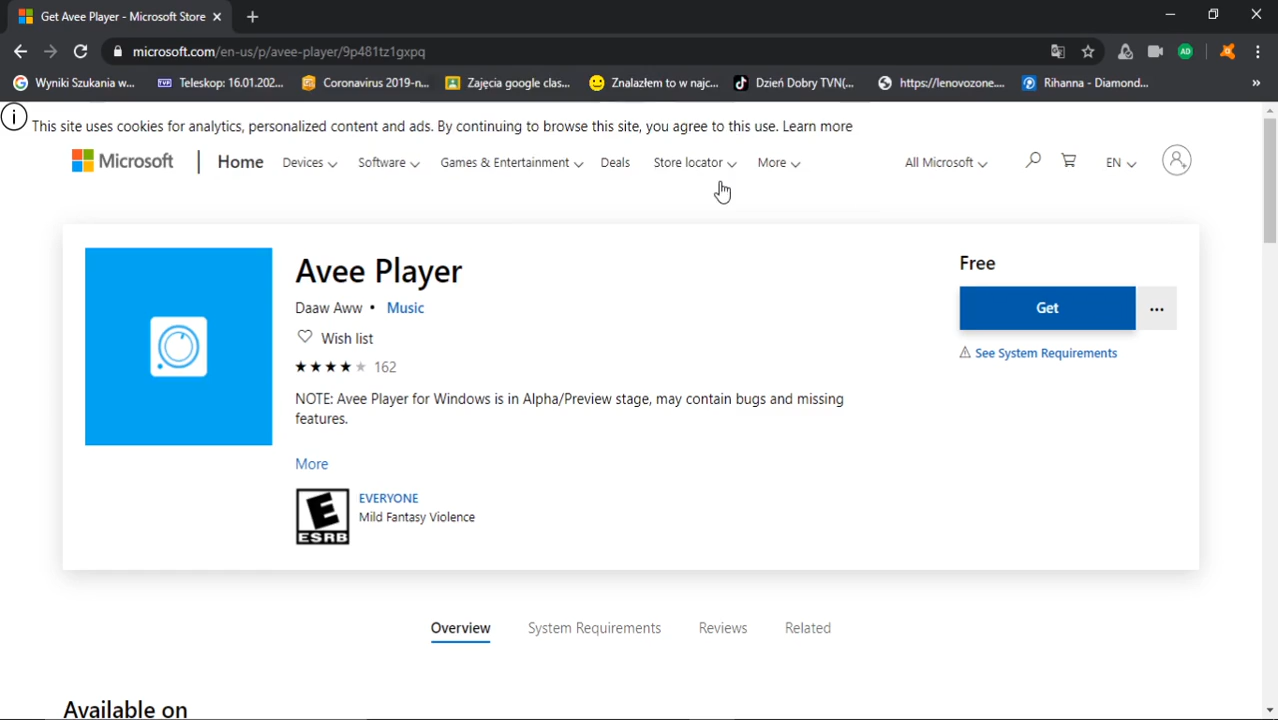 Get Avee Player - Microsoft Store
microsoft.com/en-us/p/avee-player/9p481tz1gxpq
Wyniki Szukania w...
Teleskop: 16.01.202...
Coronavirus 2019-n...
Zajęcia google clas...
Znalazłem to w najc...
Dzień Dobry TVN(...
https://lenovozone....
Rihanna - Diamond...
»
This site uses cookies for analytics, personalized content and ads. By continuing to browse this site, you agree to this use. Learn more
Microsoft
Home
Devices
Software
Games & Entertainment
Deals
Store locator
More
All Microsoft
EN
Avee Player
Daaw Aww • Music
Wish list
162
NOTE: Avee Player for Windows is in Alpha/Preview stage, may contain bugs and missing
features.
More
E
ESRB
EVERYONE
Mild Fantasy Violence
Free
Get
...
See System Requirements
Overview
System Requirements
Reviews
Related
Available on